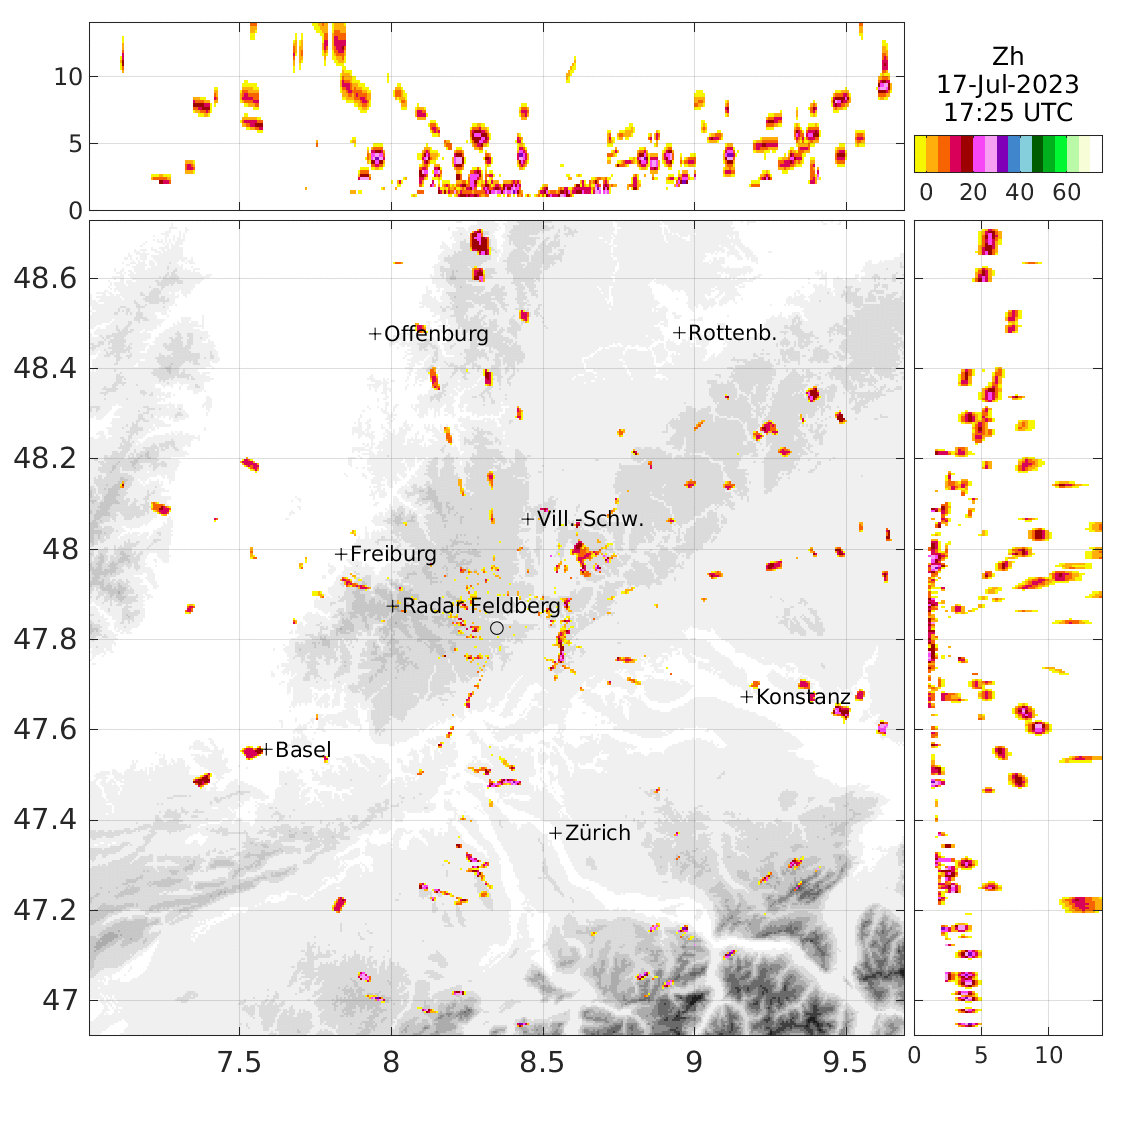 Zh
17-Jul-2023
17:25 UTC
0 20 40 60
10
5
0
48.6
48.4
48.2
48
47.8
47.6
47.4
47.2
47
+Offenburg
+Rottenb.
+Vill.-Schw.
+Freiburg
+Radar Feldberg
+Konstanz
+Basel
+Zürich
7.5 8 8.5 9 9.5
0 5 10